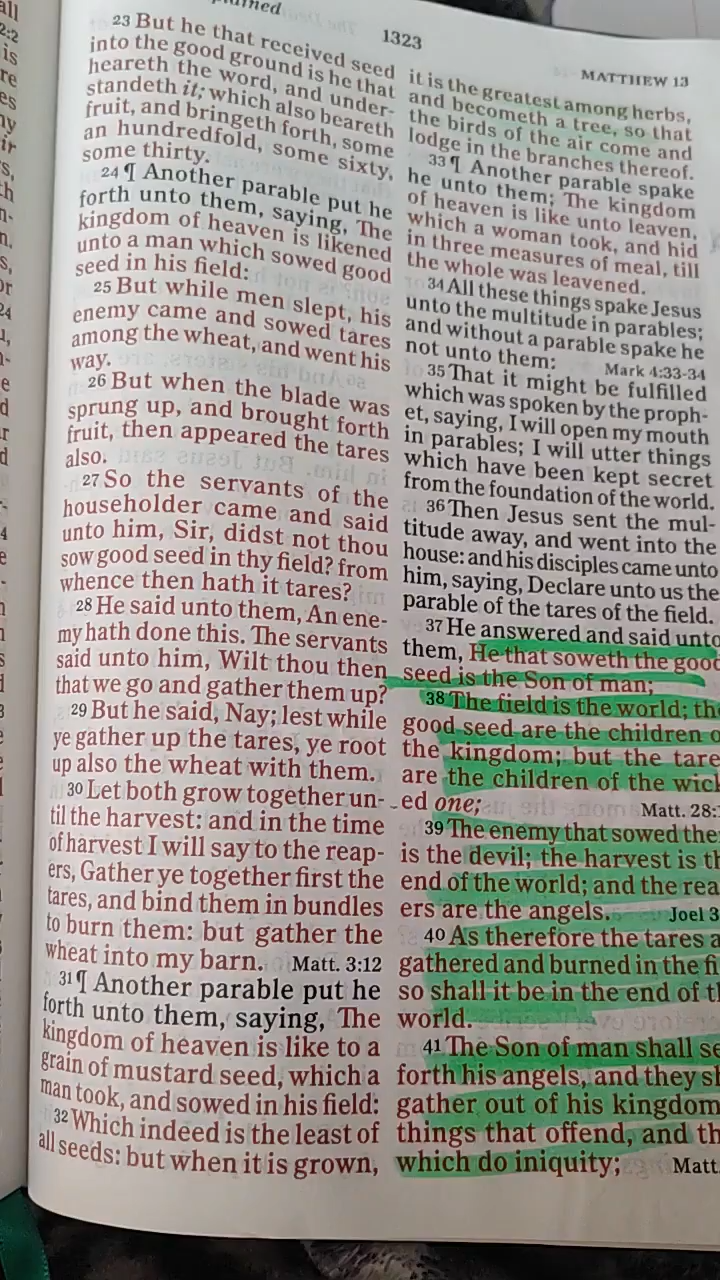 1323
MATTHEW 13
23 But he that received seed
into the good ground is he that
heareth the word, and under-
standeth it; which also beareth
fruit, and bringeth forth, some
an hundredfold, some sixty,
some thirty.
24 ¶ Another parable put he
forth unto them, saying, The
kingdom of heaven is likened
unto a man which sowed good
seed in his field:
25 But while men slept, his
enemy came and sowed tares
among the wheat, and went his
way.
26 But when the blade was
sprung up, and brought forth
fruit, then appeared the tares
also.
27 So the servants of the
householder came and said
unto him, Sir, didst not thou
sow good seed in thy field? from
whence then hath it tares?
28 He said unto them, An ene-
my hath done this. The servants
said unto him, Wilt thou then
that we go and gather them up?
29 But he said, Nay; lest while
ye gather up the tares, ye root
up also the wheat with them.
30 Let both grow together un-
til the harvest: and in the time
of harvest I will say to the reap-
ers, Gather ye together first the
tares, and bind them in bundles
to burn them: but gather the
wheat into my barn. Matt. 3:12
31 ¶ Another parable put he
forth unto them, saying, The
kingdom of heaven is like to a
grain of mustard seed, which a
man took, and sowed in his field:
32 Which indeed is the least of
all seeds: but when it is grown,
it is the greatest among herbs,
and becometh a tree, so that
the birds of the air come and
lodge in the branches thereof.
33 ¶ Another parable spake
he unto them; The kingdom
of heaven is like unto leaven,
which a woman took, and hid
in three measures of meal, till
the whole was leavened.
34 All these things spake Jesus
unto the multitude in parables;
and without a parable spake he
not unto them: Mark 4:33-34
35 That it might be fulfilled
which was spoken by the proph-
et, saying, I will open my mouth
in parables; I will utter things
which have been kept secret
from the foundation of the world.
36 Then Jesus sent the mul-
titude away, and went into the
house: and his disciples came unto
him, saying, Declare unto us the
parable of the tares of the field.
37 He answered and said unto
them, He that soweth the good
seed is the Son of man;
38 The field is the world; th
good seed are the children o
the kingdom; but the tare
are the children of the wick
ed one; Matt. 28:
39 The enemy that sowed the
is the devil; the harvest is th
end of the world; and the rea
ers are the angels. Joel 3
40 As therefore the tares a
gathered and burned in the fi
so shall it be in the end of t
world.
41 The Son of man shall se
forth his angels, and they sh
gather out of his kingdom
things that offend, and th
which do iniquity; Matt.